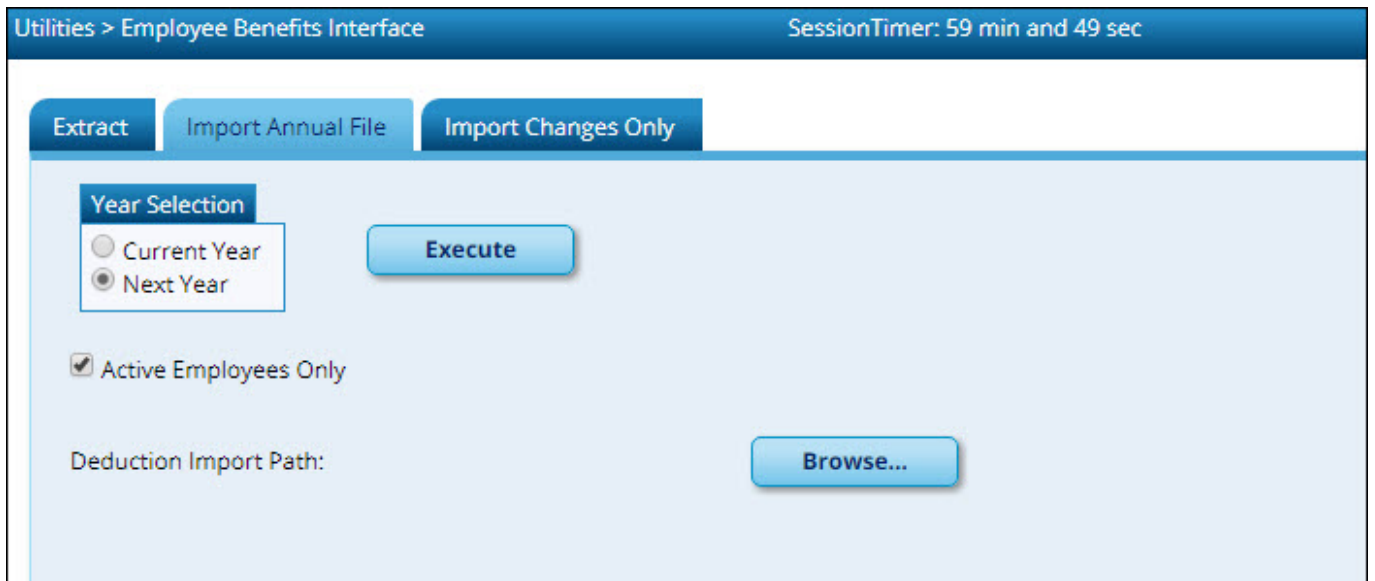 Utilities > Employee Benefits Interface SessionTimer: 59 min and 49 sec
Extract Import Annual File Import Changes Only
Year Selection
Current Year
Execute
Next Year
Active Employees Only
Deduction Import Path: Browse...